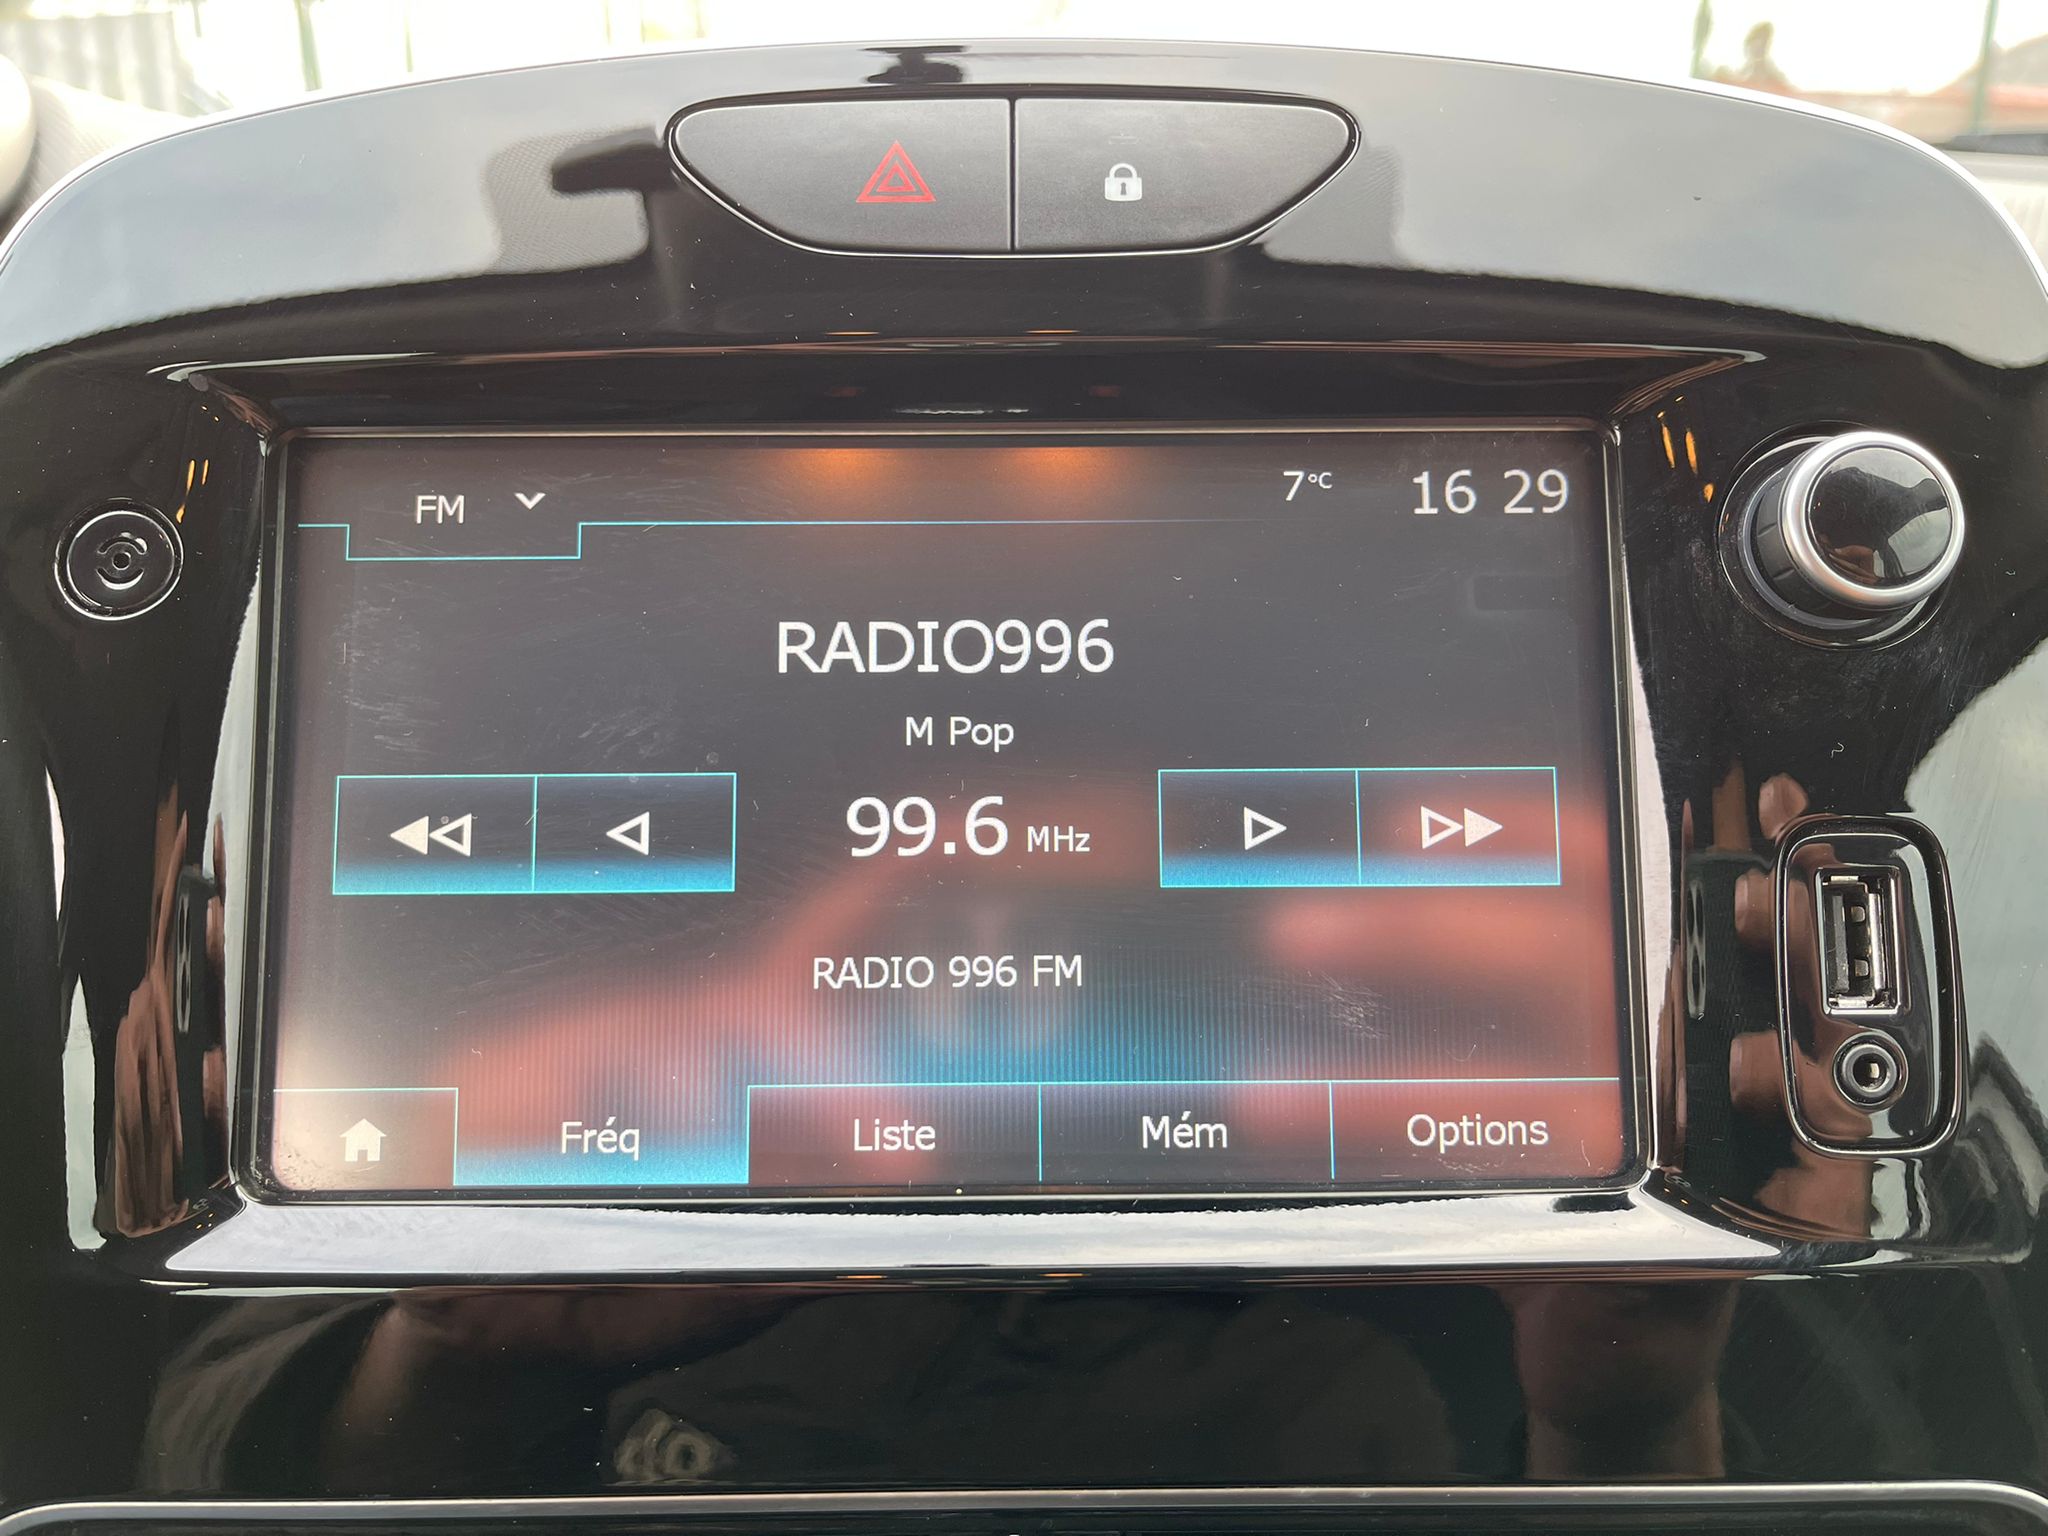 FM
7°C
16 29
RADIO996
M Pop
99.6 MHz
RADIO 996 FM
Fréq
Liste
Mém
Options